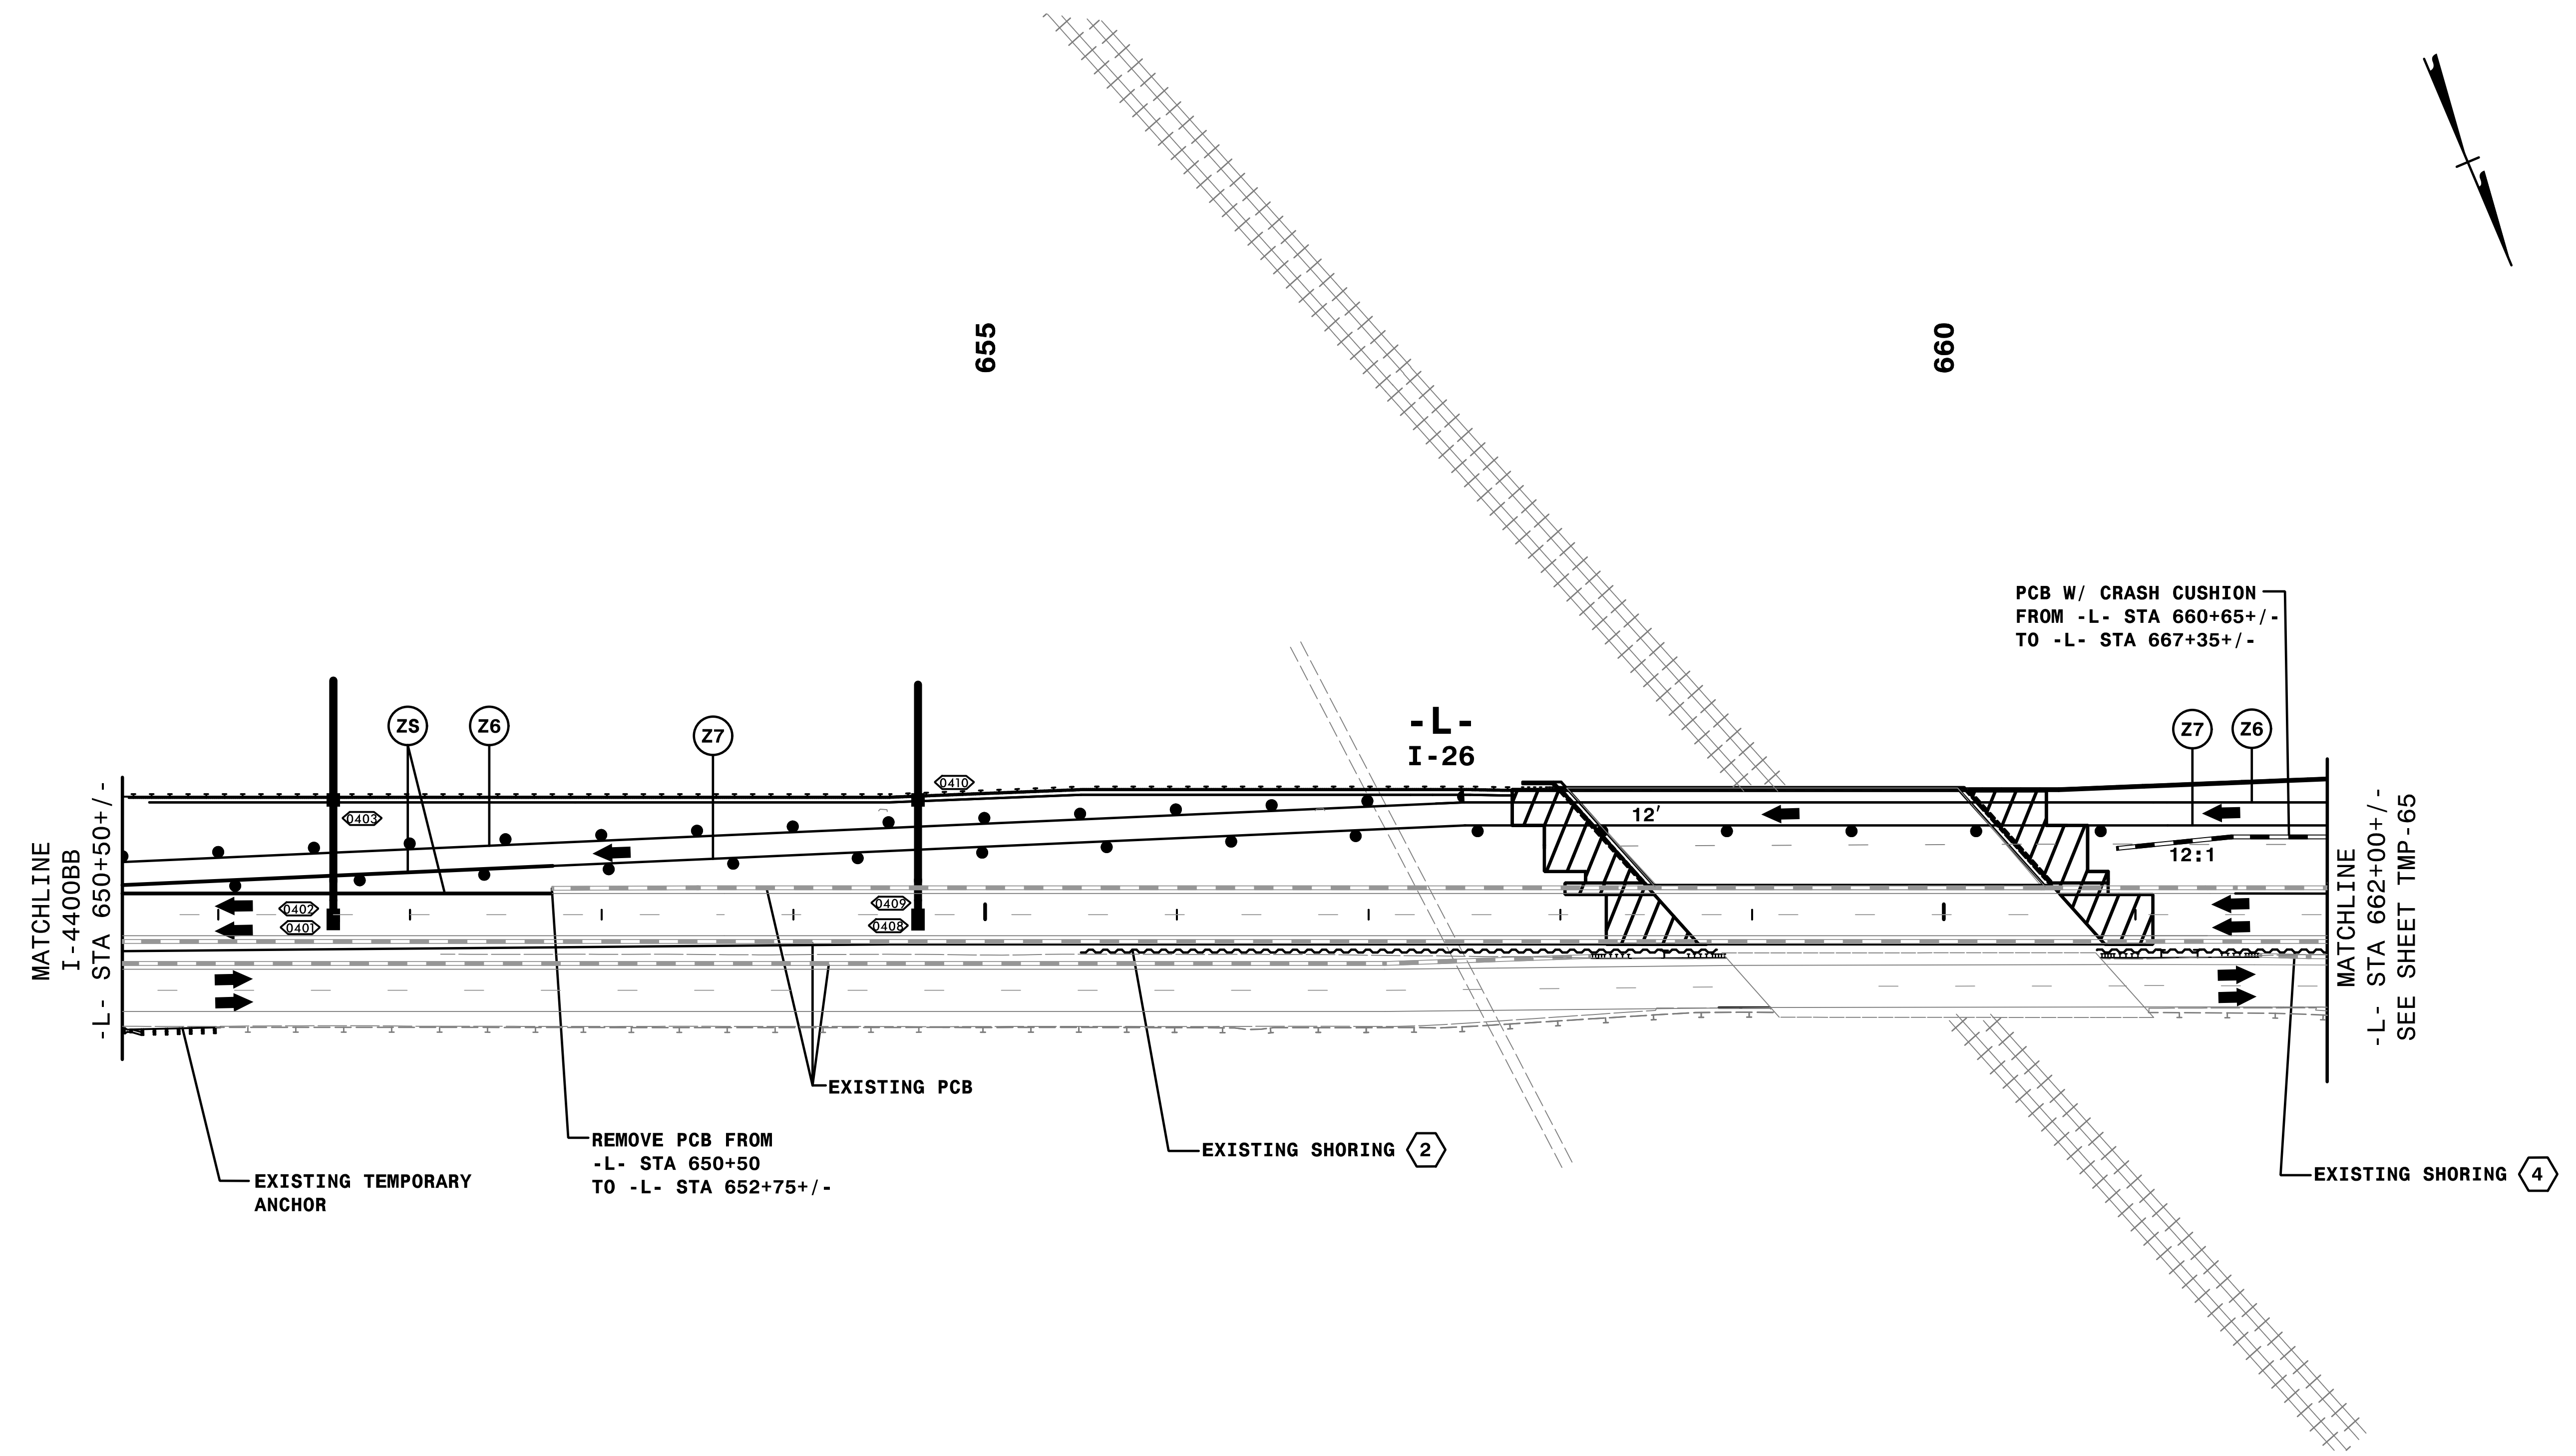 655
660
PCB W/ CRASH CUSHION
FROM -L- STA 660+65+/-
TO -L- STA 667+35+/-
-L-
I-26
ZS
Z6
Z7
Z7
Z6
0410
0403
12'
12:1
0402
0401
0409
0408
MATCHLINE
I-4400BB
-L- STA 650+50+/-
MATCHLINE
-L- STA 662+00+/-
SEE SHEET TMP-65
EXISTING PCB
REMOVE PCB FROM
-L- STA 650+50
TO -L- STA 652+75+/-
EXISTING SHORING 2
EXISTING TEMPORARY
ANCHOR
EXISTING SHORING 4